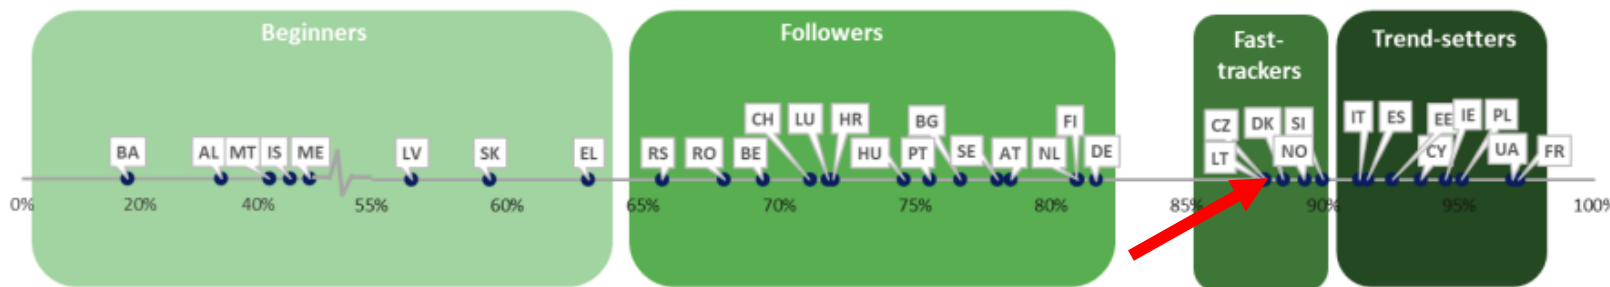 Beginners
Followers
Fast-
trackers
Trend-setters
BA
AL
MT
IS
ME
LV
SK
EL
RS
RO
BE
CH
LU
HR
HU
BG
PT
SE
AT
NL
FI
DE
CZ
LT
DK
SI
NO
IT
ES
EE
IE
PL
CY
UA
FR
0% 20% 40% 55% 60% 65% 70% 75% 80% 85% 90% 95% 100%